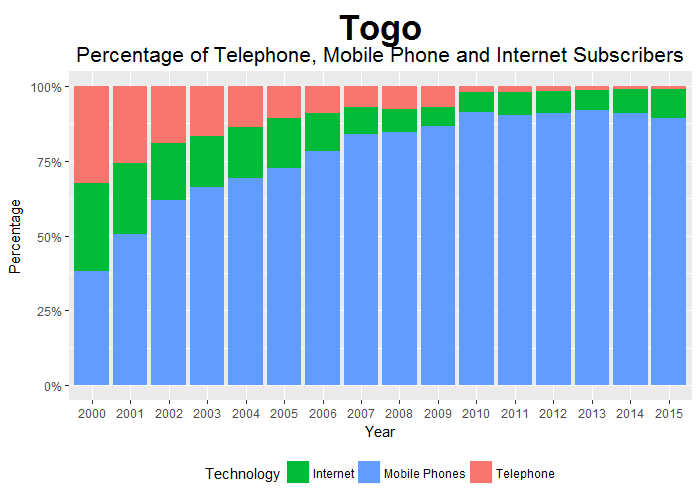 Togo
Percentage of Telephone, Mobile Phone and Internet Subscribers
100%
75%
50%
25%
0%
Percentage
2000 2001 2002 2003 2004 2005 2006 2007 2008 2009 2010 2011 2012 2013 2014 2015
Year
Technology Internet Mobile Phones Telephone